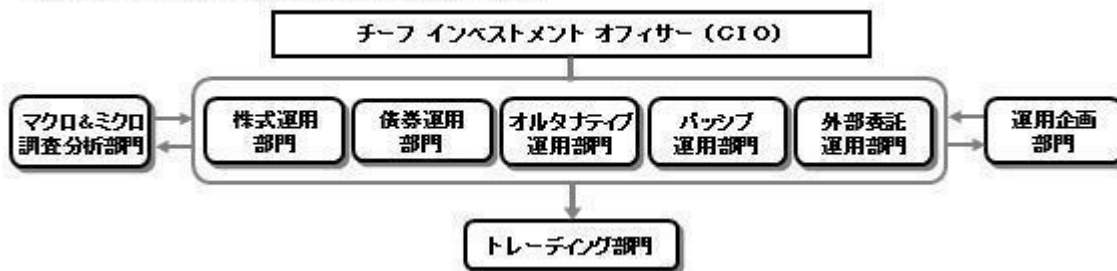 チーフ インベストメント オフィサー (CIO)
マクロ&ミクロ
調査分析部門
株式運用
部門
債券運用
部門
オルタナティブ
運用部門
パッシブ
運用部門
外部委託
運用部門
運用企画
部門
トレーディング部門